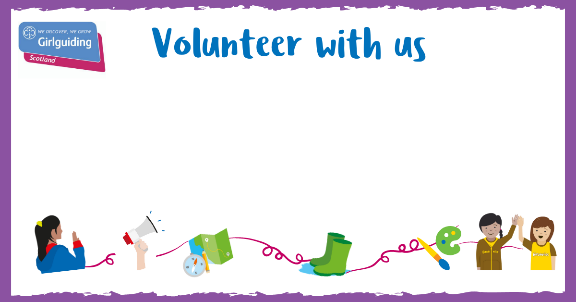 WE DISCOVER, WE GROW
Girlguiding
Scotland
Volunteer with us